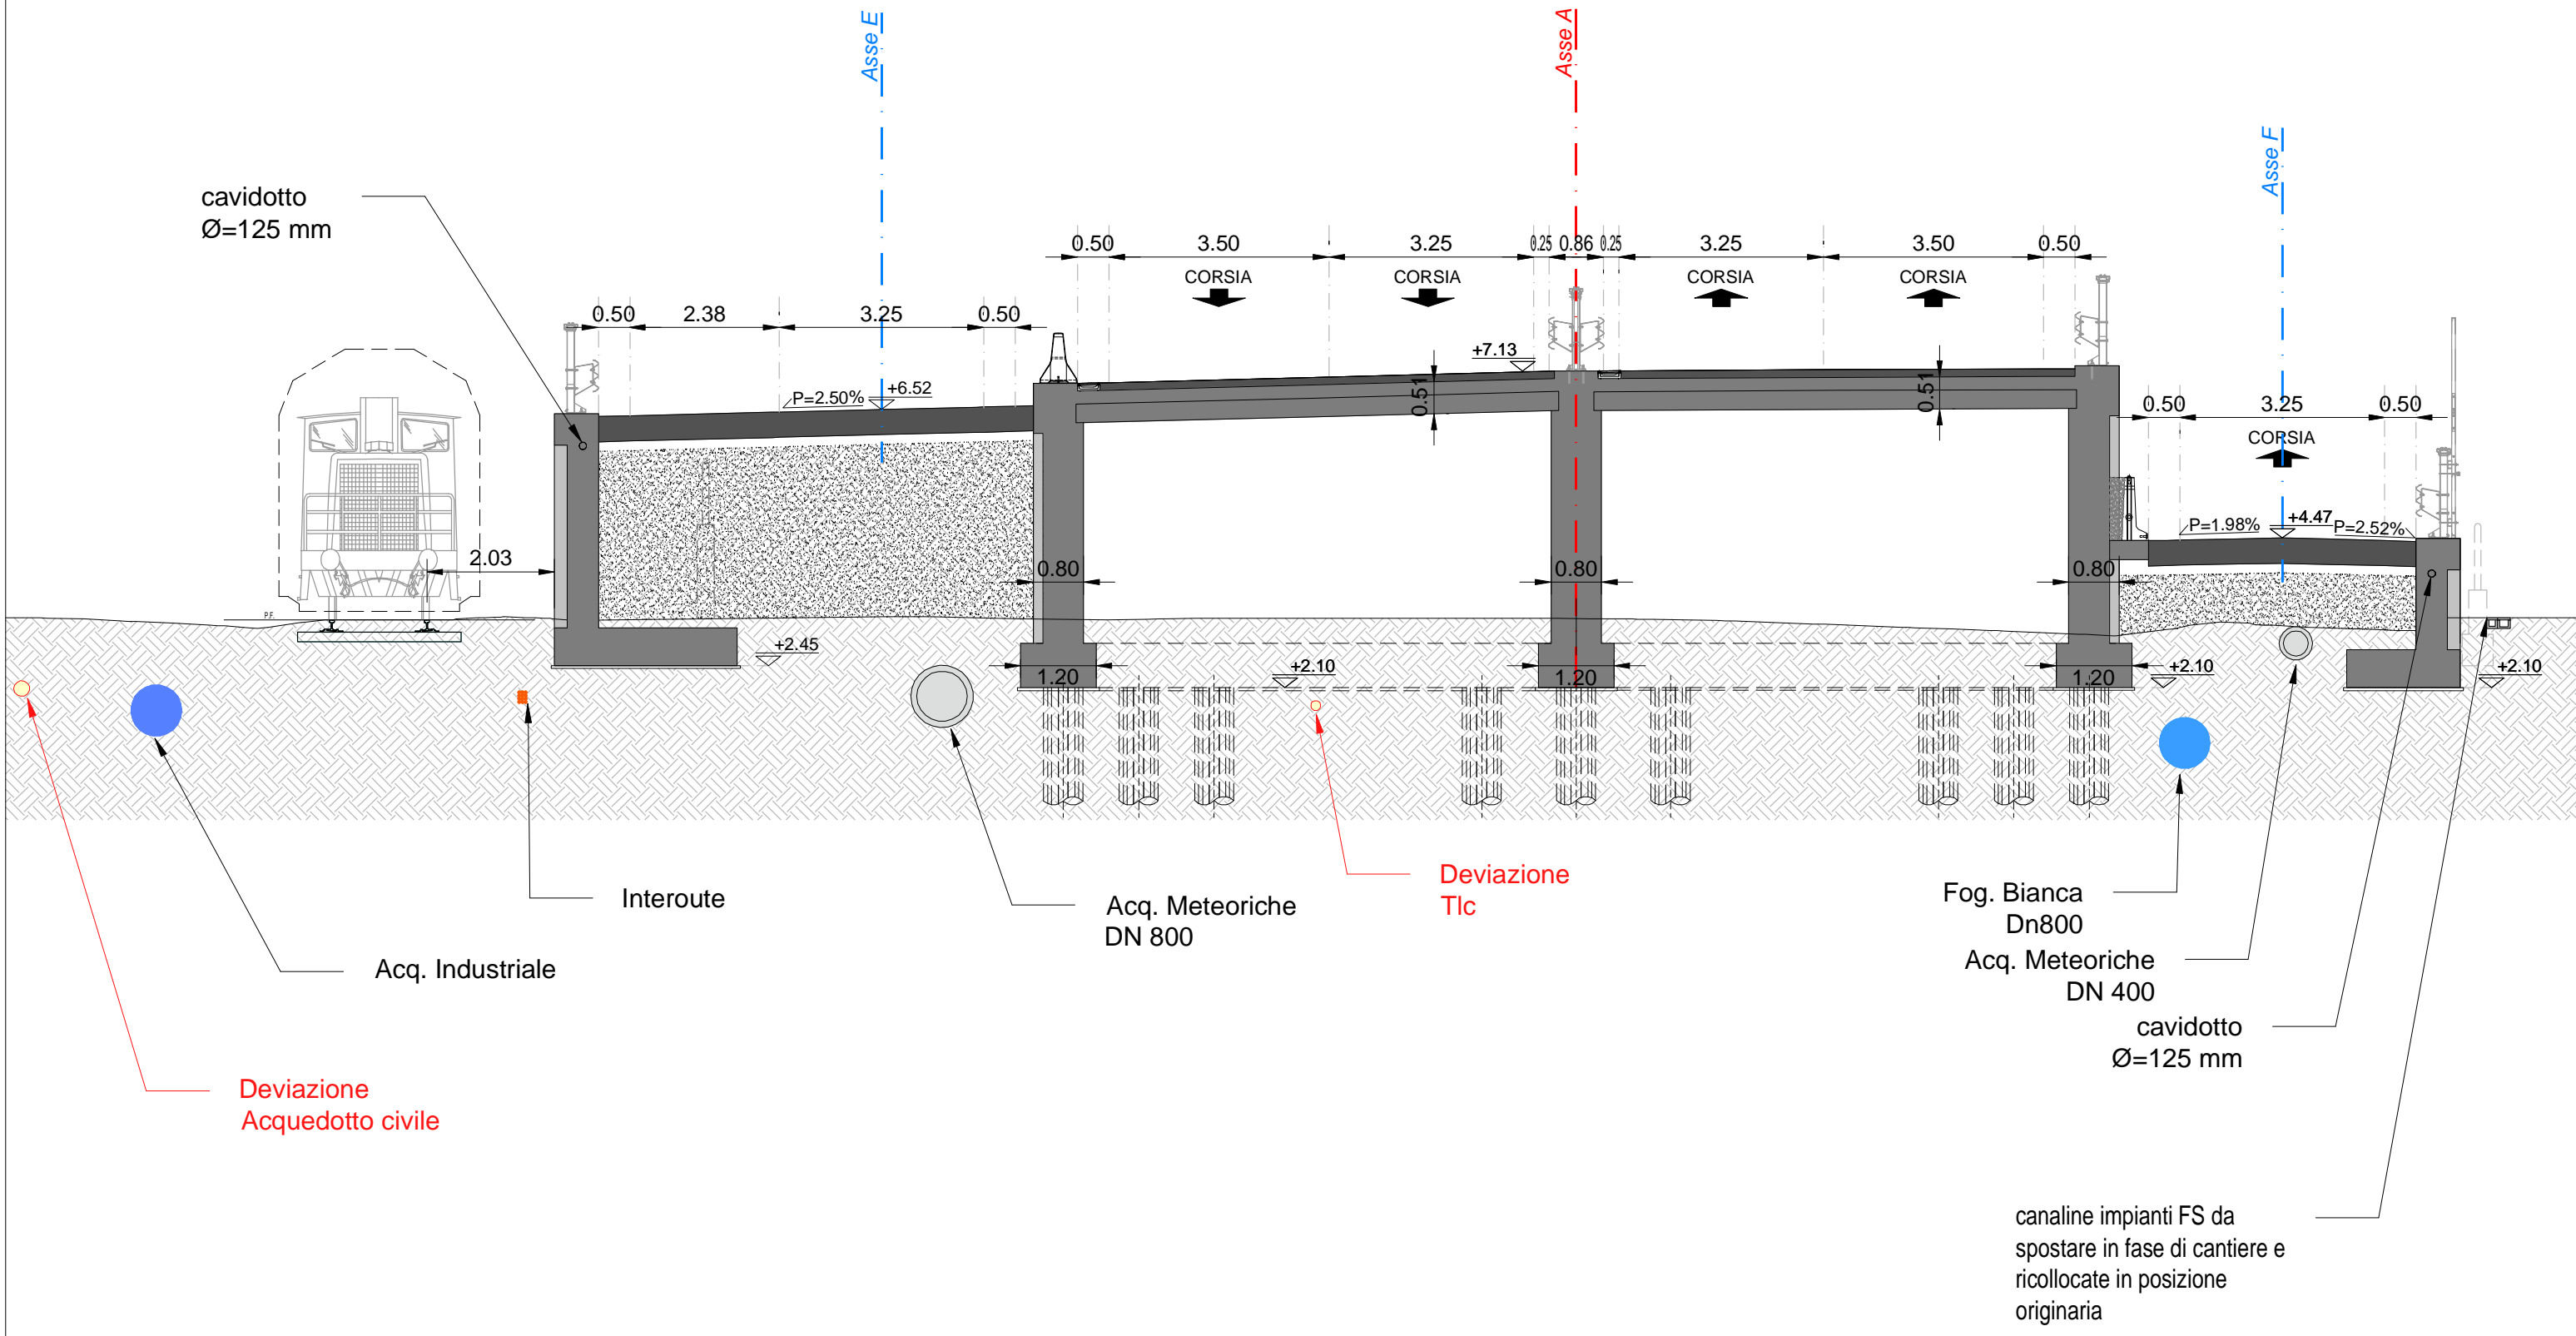 Asse E
Asse A
Asse F
cavidotto
Ø=125 mm
0.50 3.50 3.25 0.25 0.86 0.25 3.25 3.50 0.50
CORSIA CORSIA CORSIA CORSIA
0.50 2.38 3.25 0.50
+7.13
P=2.50% +6.52
0.51 0.51
0.50 3.25 0.50
CORSIA
P=1.98% +4.47 P=2.52%
2.03
0.80 0.80 0.80
P.F.
+2.45
+2.10 +2.10 +2.10
1.20 1.20 1.20
Deviazione
Tlc
Interoute
Acq. Meteoriche
DN 800
Fog. Bianca
Dn800
Acq. Industriale
Acq. Meteoriche
DN 400
cavidotto
Ø=125 mm
Deviazione
Acquedotto civile
canaline impianti FS da
spostare in fase di cantiere e
ricollocate in posizione
originaria